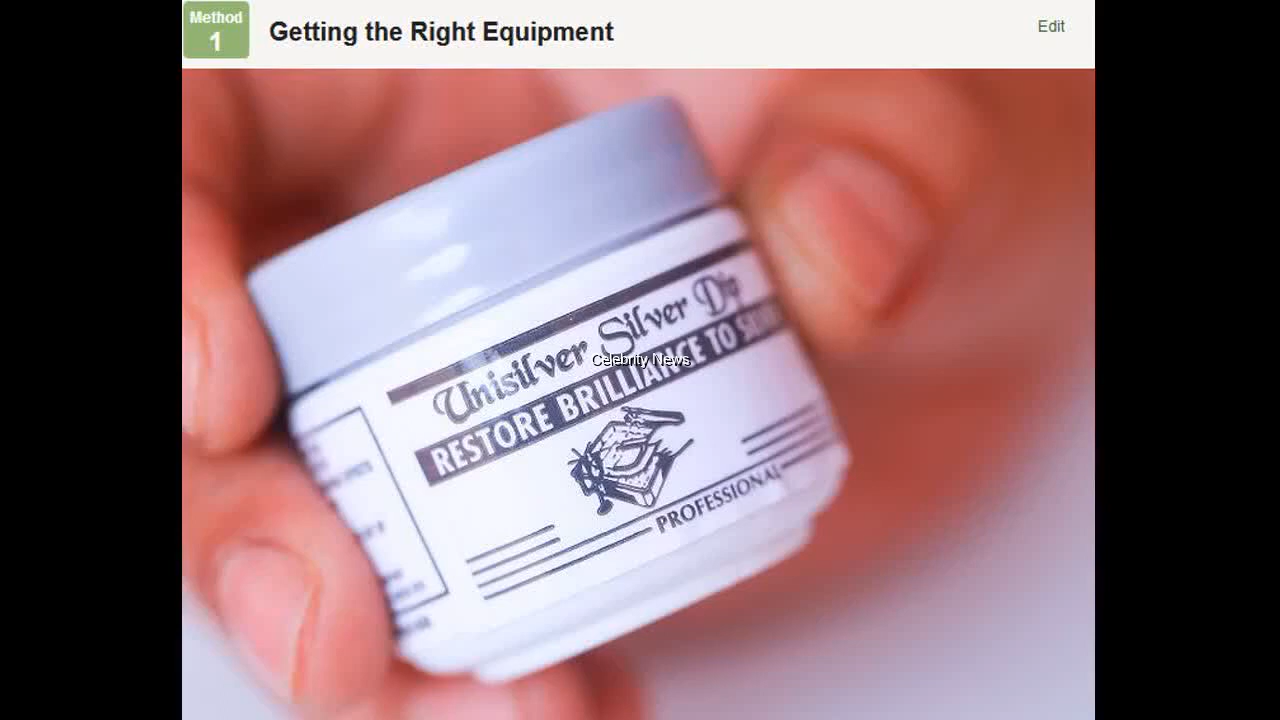 Method
1
Getting the Right Equipment
Edit
Unisilver Silver Dip
Celebrity News
RESTORE BRILLIANCE TO
PROFESSIONAL